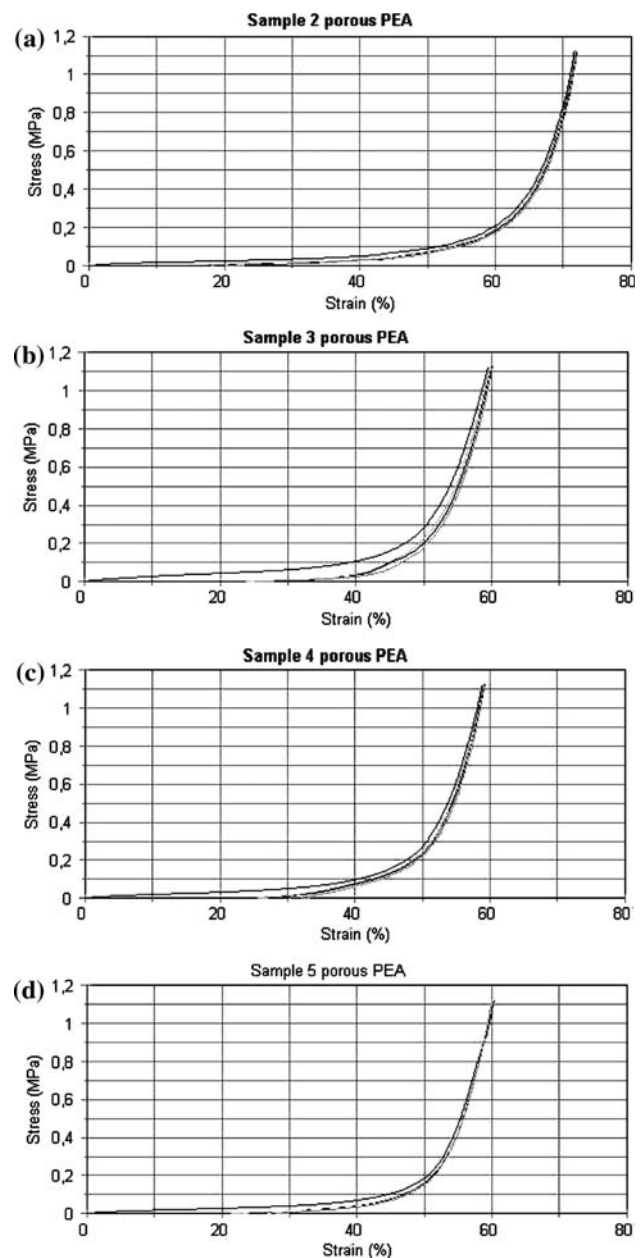 (a)
Sample 2 porous PEA
1,2
1
0,8
0,6
0,4
0,2
0
Stress (MPa)
0 20 40 60 80
Strain (%)
(b)
Sample 3 porous PEA
1,2
1
0,8
0,6
0,4
0,2
0
Stress (MPa)
0 20 40 60 80
Strain (%)
(c)
Sample 4 porous PEA
1,2
1
0,8
0,6
0,4
0,2
0
Stress (MPa)
0 20 40 60 80
Strain (%)
(d)
Sample 5 porous PEA
1,2
1
0,8
0,6
0,4
0,2
0
Stress (MPa)
0 20 40 60 80
Strain (%)